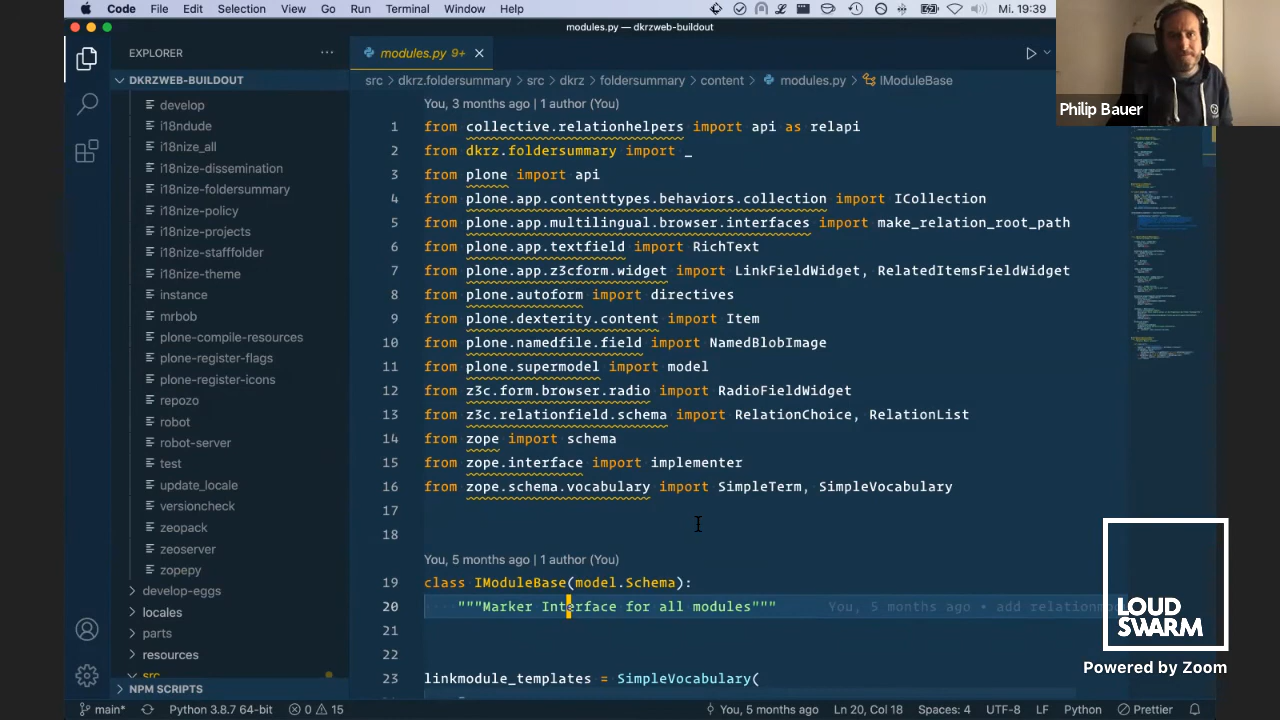 Code File Edit Selection View Go Run Terminal Window Help Mi. 19:39
modules.py — dkrzweb-buildout
EXPLORER
modules.py 9+
DKRZWEB-BUILDOUT
src > dkrz.foldersummary > src > dkrz > foldersummary > content > modules.py > IModuleBase
Philip Bauer
develop
i18ndude
i18nize_all
i18nize-dissemination
i18nize-foldersummary
i18nize-policy
i18nize-projects
i18nize-stafffolder
i18nize-theme
instance
mrbob
plone-compile-resources
plone-register-flags
plone-register-icons
repozo
robot
robot-server
test
update_locale
versioncheck
zeopack
zeoserver
zopepy
develop-eggs
locales
parts
resources
src
NPM SCRIPTS
You, 3 months ago | 1 author (You)
1 from collective.relationhelpers import api as relapi
2 from dkrz.foldersummary import _
3 from plone import api
4 from plone.app.contenttypes.behaviors.collection import ICollection
5 from plone.app.multilingual.browser.interfaces import make_relation_root_path
6 from plone.app.textfield import RichText
7 from plone.app.z3cform.widget import LinkFieldWidget, RelatedItemsFieldWidget
8 from plone.autoform import directives
9 from plone.dexterity.content import Item
10 from plone.namedfile.field import NamedBlobImage
11 from plone.supermodel import model
12 from z3c.form.browser.radio import RadioFieldWidget
13 from z3c.relationfield.schema import RelationChoice, RelationList
14 from zope import schema
15 from zope.interface import implementer
16 from zope.schema.vocabulary import SimpleTerm, SimpleVocabulary
17
18
You, 5 months ago | 1 author (You)
19 class IModuleBase(model.Schema):
20 """Marker Interface for all modules""" You, 5 months ago • add
21
22
23 linkmodule_templates = SimpleVocabulary(
LOUD
SWARM
Powered by Zoom
main* Python 3.8.7 64-bit 0 15 You, 5 months ago Ln 20, Col 18 Spaces: 4 UTF-8 LF Python Prettier